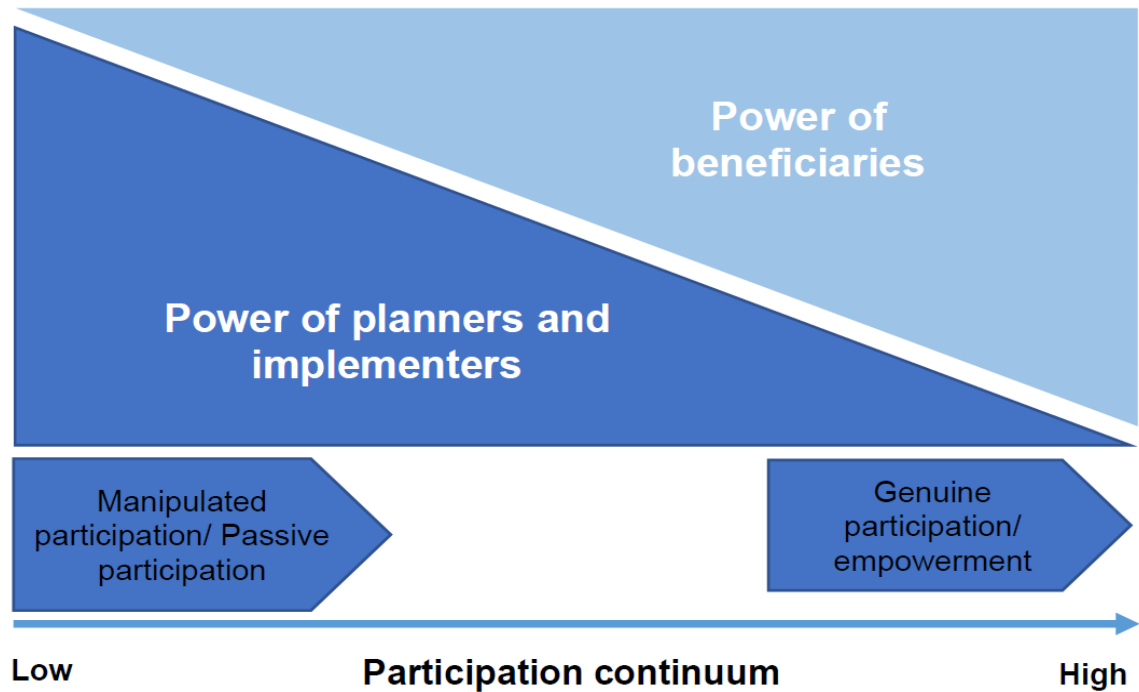 Power of
beneficiaries
Power of planners and
implementers
Manipulated
participation/ Passive
participation
Genuine
participation/
empowerment
Low
Participation continuum
High